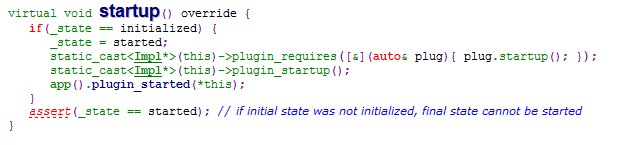 virtual void startup() override {
if(_state == initialized) {
_state = started;
static_cast<Impl*>(this)->plugin_requires([&](auto& plug){ plug.startup(); });
static_cast<Impl*>(this)->plugin_startup();
app().plugin_started(*this);
}
assert(_state == started); // if initial state was not initialized, final state cannot be started
}